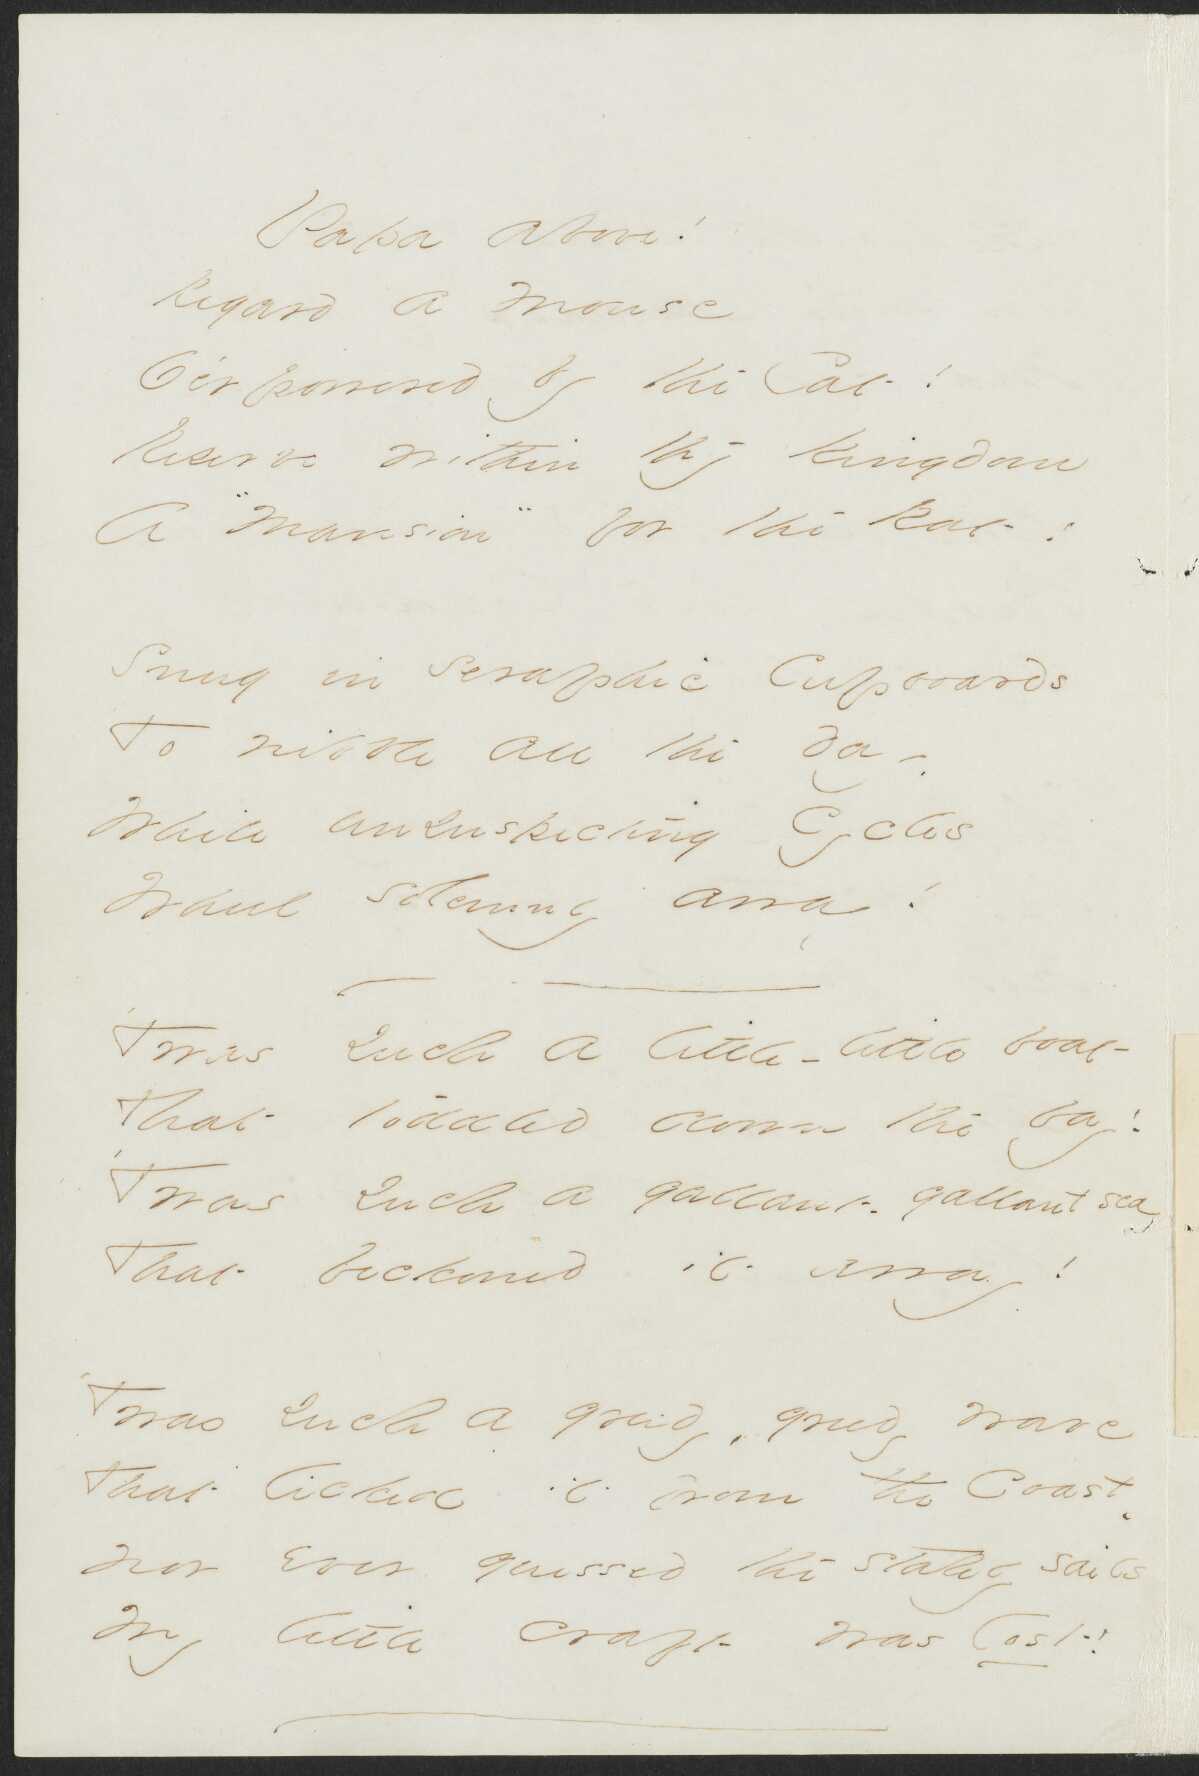 Papa above!
Regard a Mouse
O'erpowered by the Cat!
Reserve within thy kingdom
A "Mansion" for the Rat!
Snug in seraphic Cupboards
To nibble all the day,
While unsuspecting Cycles
Wheel solemnly away!
'Twas such a little - little boat
That toddled down the bay!
'Twas such a gallant - gallant sea
That beckoned it away!
'Twas such a greedy, greedy wave
That licked it from the Coast,
Nor ever guessed the stately sails
My little craft was lost!